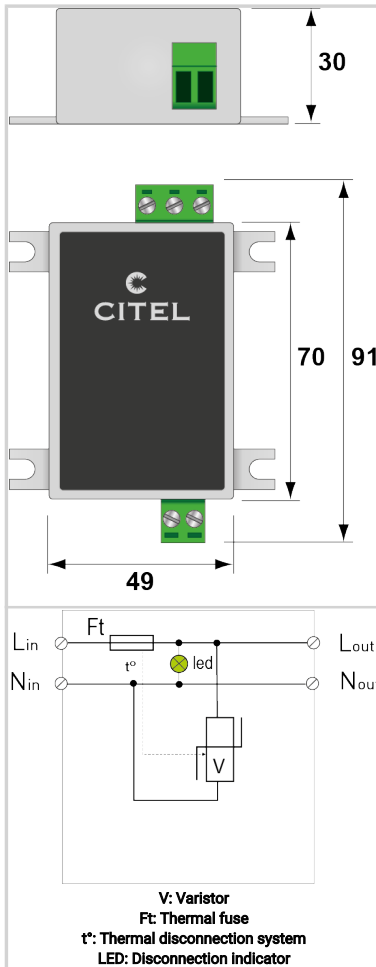 30
CITEL
70
91
49
Lin
Ft
Lout
t°
led
Nin
V
V: Varistor
Ft: Thermal fuse
t°: Thermal disconnection system
LED: Disconnection indicator